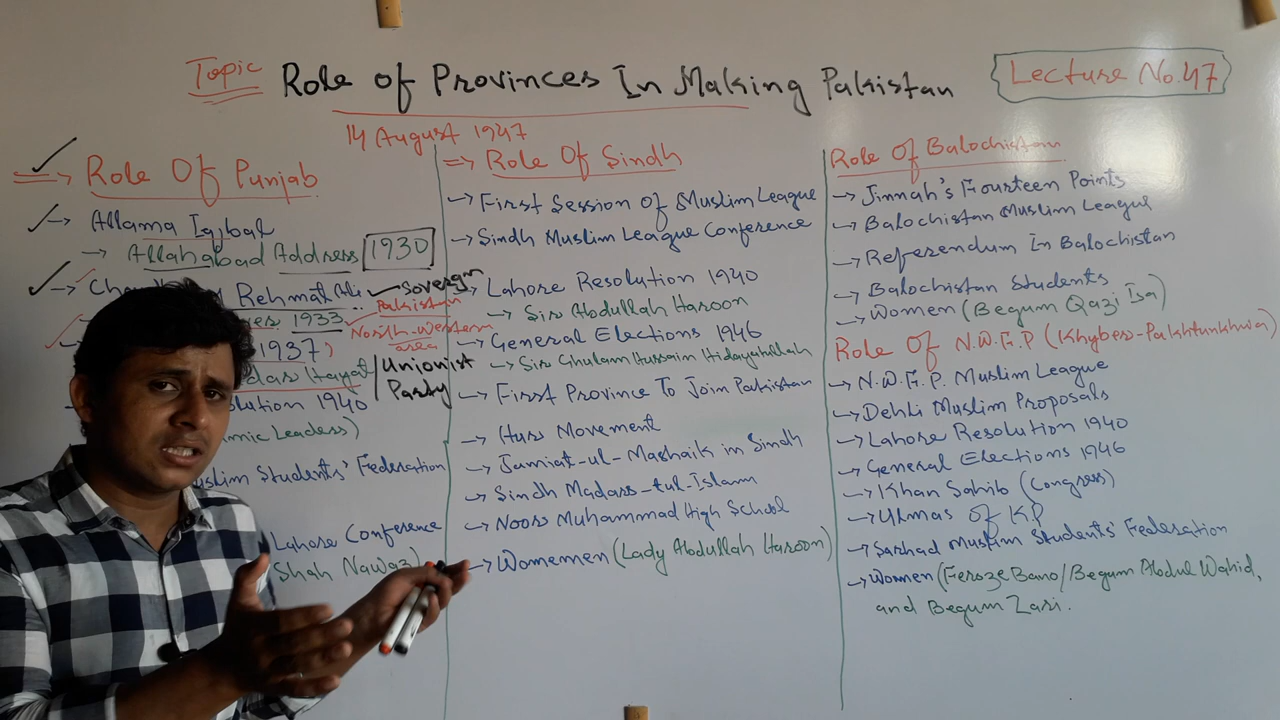 Topic Role of Provinces In Making Pakistan
Lecture No.47
14 August 1947
=> Role Of Punjab
-> Allama Iqbal
-> Allahabad Address 1930
-> Rehmat Ali. Sovereign
1933 Pakistan
North-Western
area
1937)
Hayat / Unionist
Party
1940
Leaders)
Students' Federation
Lahore Conference
Shah Nawaz)
=> Role Of Sindh
-> First Session Of Muslim League
-> Sindh Muslim League Conference
-> Lahore Resolution 1940
-> Sir Abdullah Haroon
-> General Elections 1946
-> Sir Ghulam Hussain Hidayatullah
-> First Province To Join Pakistan
-> Hurs Movement
-> Jamiat-ul-Mashaik in Sindh
-> Sindh Madars-tul-Islam
-> Noor Muhammad High School
-> Womemen (Lady Abdullah Haroon)
Role Of Balochistan
-> Jinnah's Fourteen Points
-> Balochistan Muslim League
-> Referendum In Balochistan
-> Balochistan Students
-> Women (Begum Qazi Isa)
Role Of N.W.F.P (Khyber-Pakhtunkhwa)
-> N.W.F.P. Muslim League
-> Dehli Muslim Proposals
-> Lahore Resolution 1940
-> General Elections 1946
-> Khan Sahib (Congress)
-> Ulmas Of K.P
-> Sarhad Muslim Students' Federation
-> Women (Feroze Bano/Begum Abdul Wahid,
and Begum Zari.